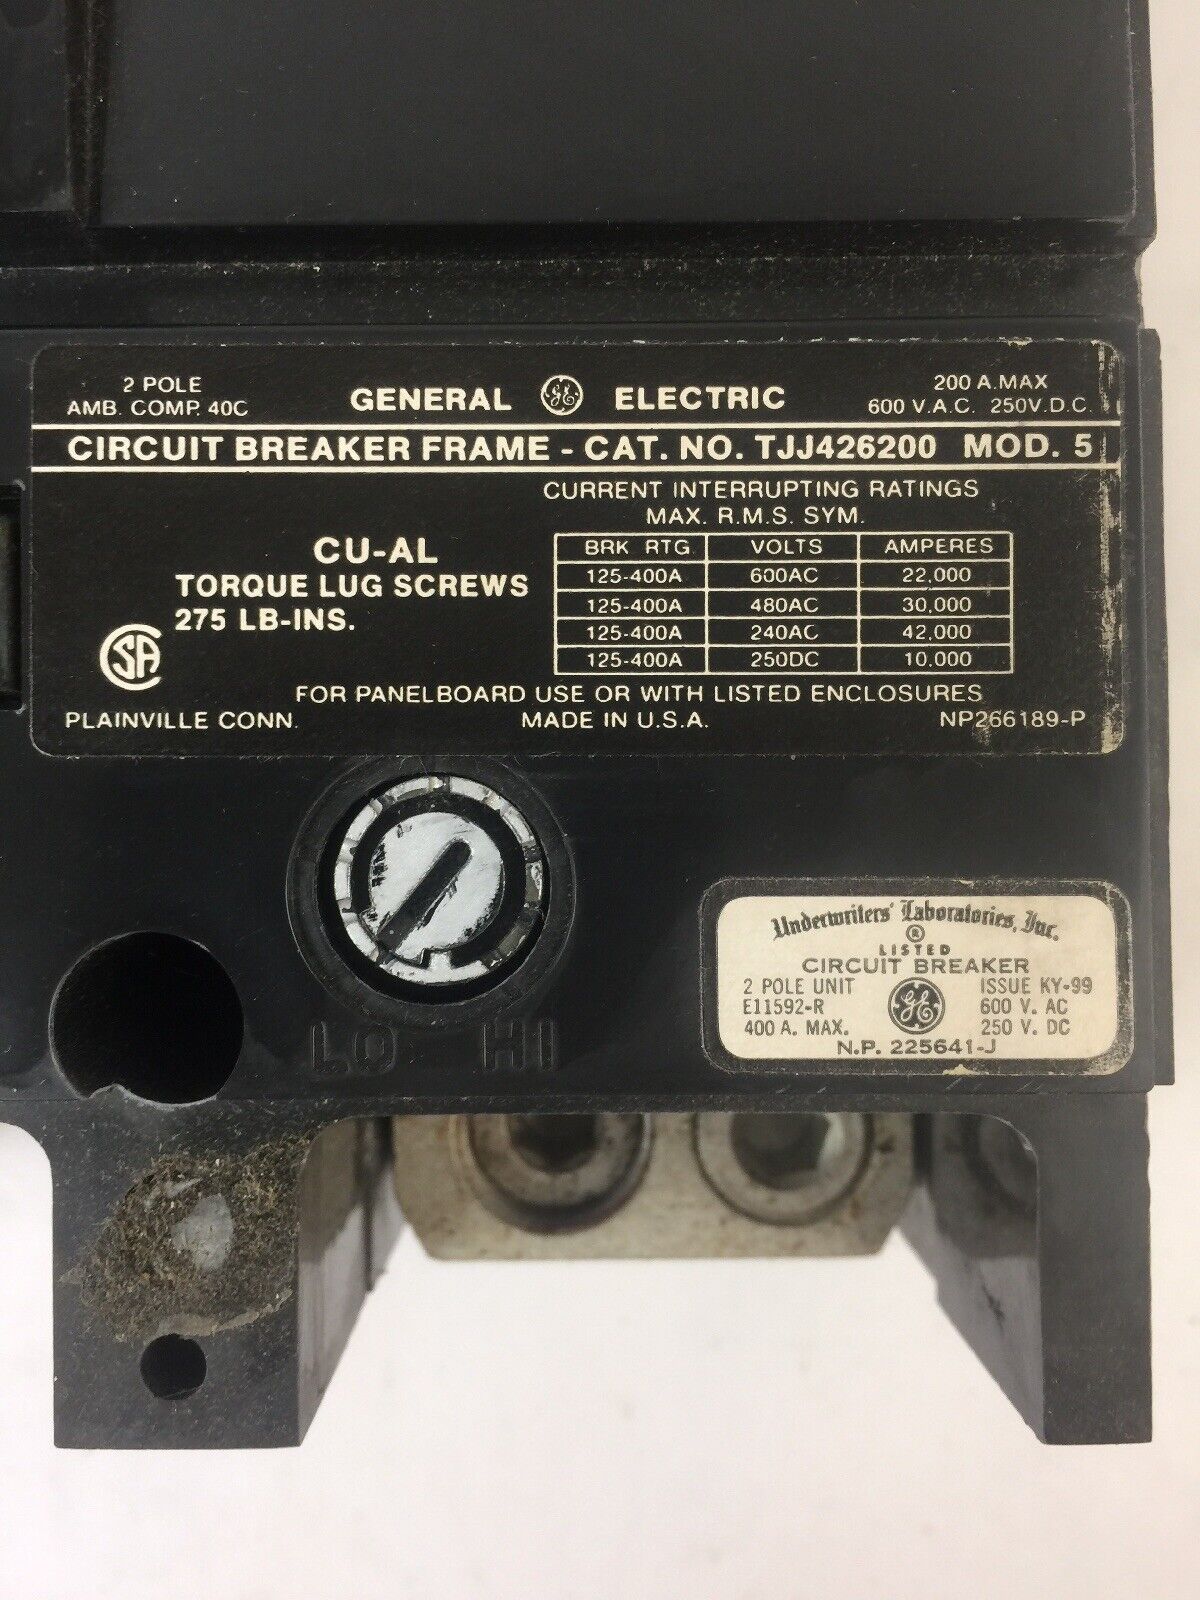 2 POLE
AMB. COMP. 40C
GENERAL GE ELECTRIC
200 A.MAX
600 V.A.C. 250V.D.C.
CIRCUIT BREAKER FRAME - CAT. NO. TJJ426200 MOD. 5
CU-AL
TORQUE LUG SCREWS
275 LB-INS.
CURRENT INTERRUPTING RATINGS
MAX. R.M.S. SYM.
BRK RTG VOLTS AMPERES
125-400A 600AC 22,000
125-400A 480AC 30,000
125-400A 240AC 42,000
125-400A 250DC 10,000
CSA
FOR PANELBOARD USE OR WITH LISTED ENCLOSURES
PLAINVILLE CONN. MADE IN U.S.A. NP266189-P
LO HI
Underwriters' Laboratories, Inc.
®
LISTED
CIRCUIT BREAKER
2 POLE UNIT
E11592-R
400 A. MAX.
GE
ISSUE KY-99
600 V. AC
250 V. DC
N.P. 225641-J